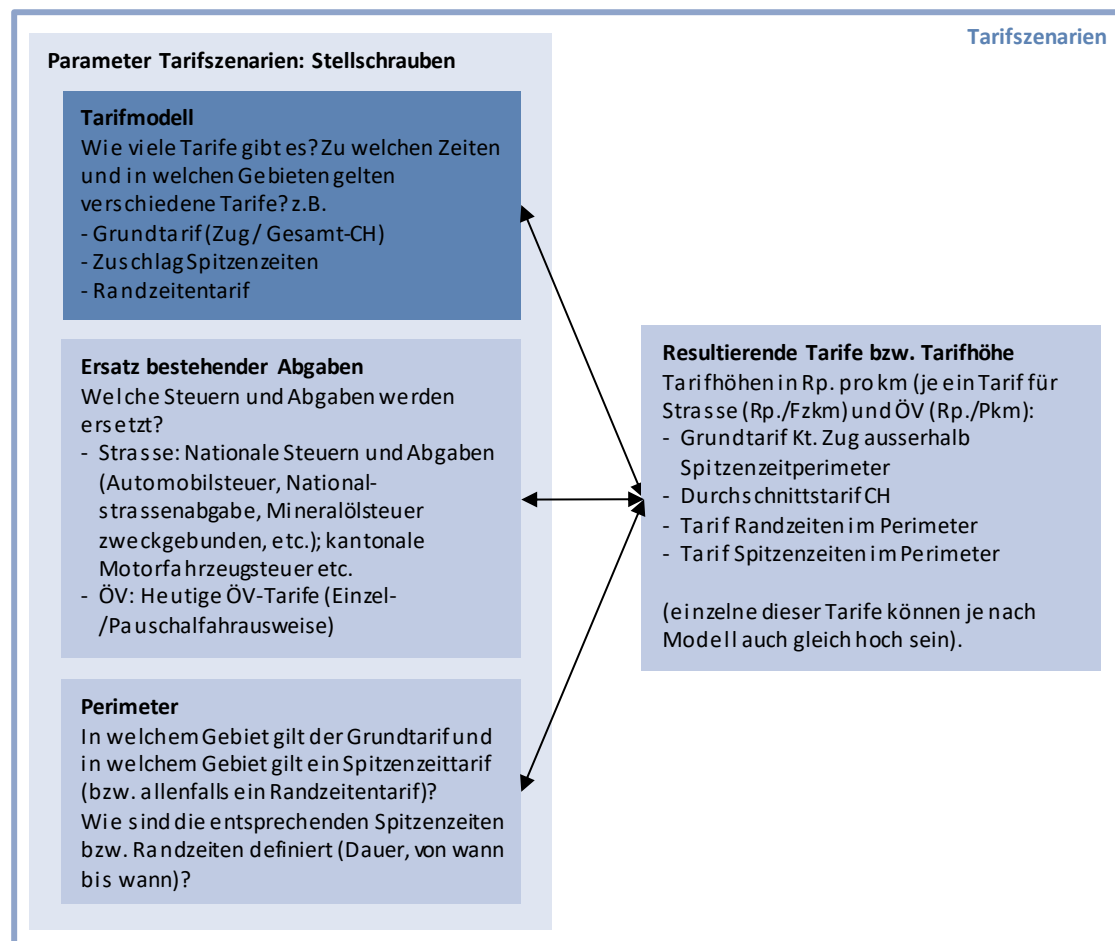 Tarifszenarien
Parameter Tarifszenarien: Stellschrauben
Tarifmodell
Wie viele Tarife gibt es? Zu welchen Zeiten
und in welchen Gebieten gelten
verschiedene Tarife? z.B.
- Grundtarif (Zug / Gesamt-CH)
- Zuschlag Spitzenzeiten
- Randzeitentarif
Ersatz bestehender Abgaben
Welche Steuern und Abgaben werden
ersetzt?
- Strasse: Nationale Steuern und Abgaben
(Automobilsteuer, National-
strassenabgabe, Mineralölsteuer
zweckgebunden, etc.); kantonale
Motorfahrzeugsteuer etc.
- ÖV: Heutige ÖV-Tarife (Einzel-
/Pauschalfahrausweise)
Perimeter
In welchem Gebiet gilt der Grundtarif und
in welchem Gebiet gilt ein Spitzenzeittarif
(bzw. allenfalls ein Randzeitentarif)?
Wie sind die entsprechenden Spitzenzeiten
bzw. Randzeiten definiert (Dauer, von wann
bis wann)?
Resultierende Tarife bzw. Tarifhöhe
Tarifhöhen in Rp. pro km (je ein Tarif für
Strasse (Rp./Fzkm) und ÖV (Rp./Pkm):
- Grundtarif Kt. Zug ausserhalb
Spitzenzeitperimeter
- Durchschnittstarif CH
- Tarif Randzeiten im Perimeter
- Tarif Spitzenzeiten im Perimeter
(einzelne dieser Tarife können je nach
Modell auch gleich hoch sein).